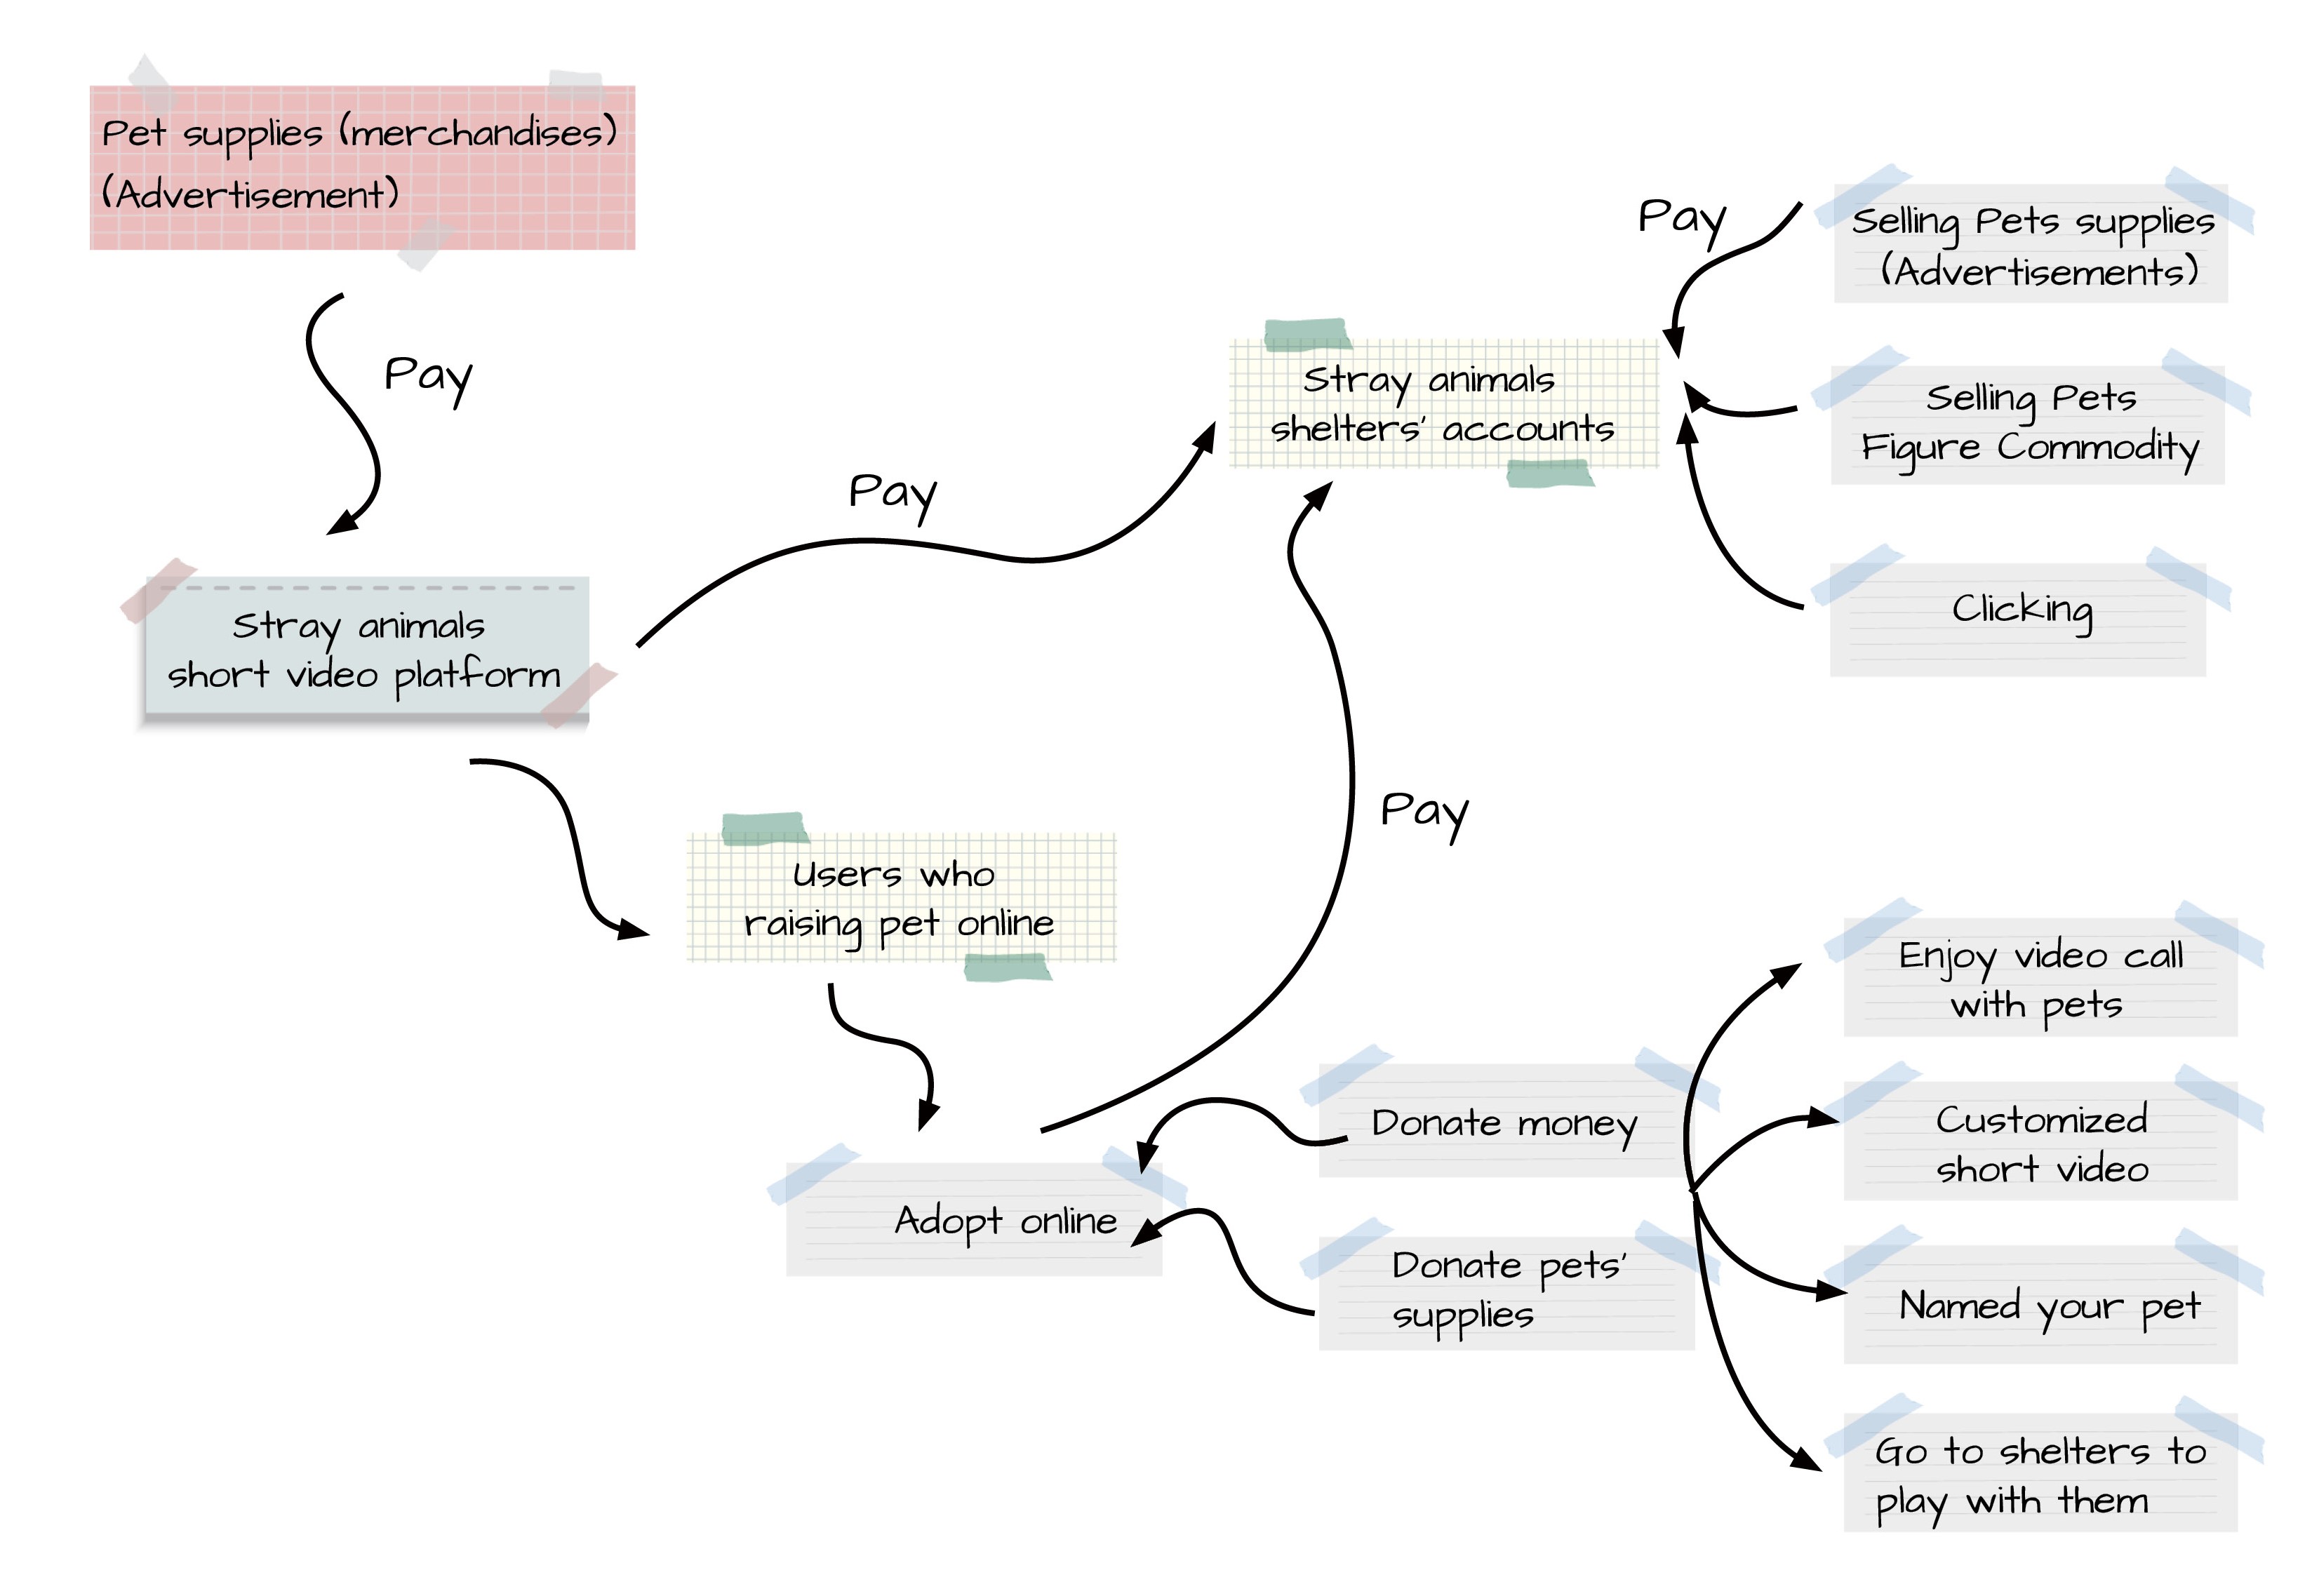 Pet supplies (merchandises)
(Advertisement)
Pay
Stray animals
short video platform
Pay
Stray animals
shelters' accounts
Pay
Selling Pets supplies
(Advertisements)
Selling Pets
Figure Commodity
Clicking
Users who
raising pet online
Pay
Adopt online
Donate money
Donate pets'
supplies
Enjoy video call
with pets
Customized
short video
Named your pet
Go to shelters to
play with them